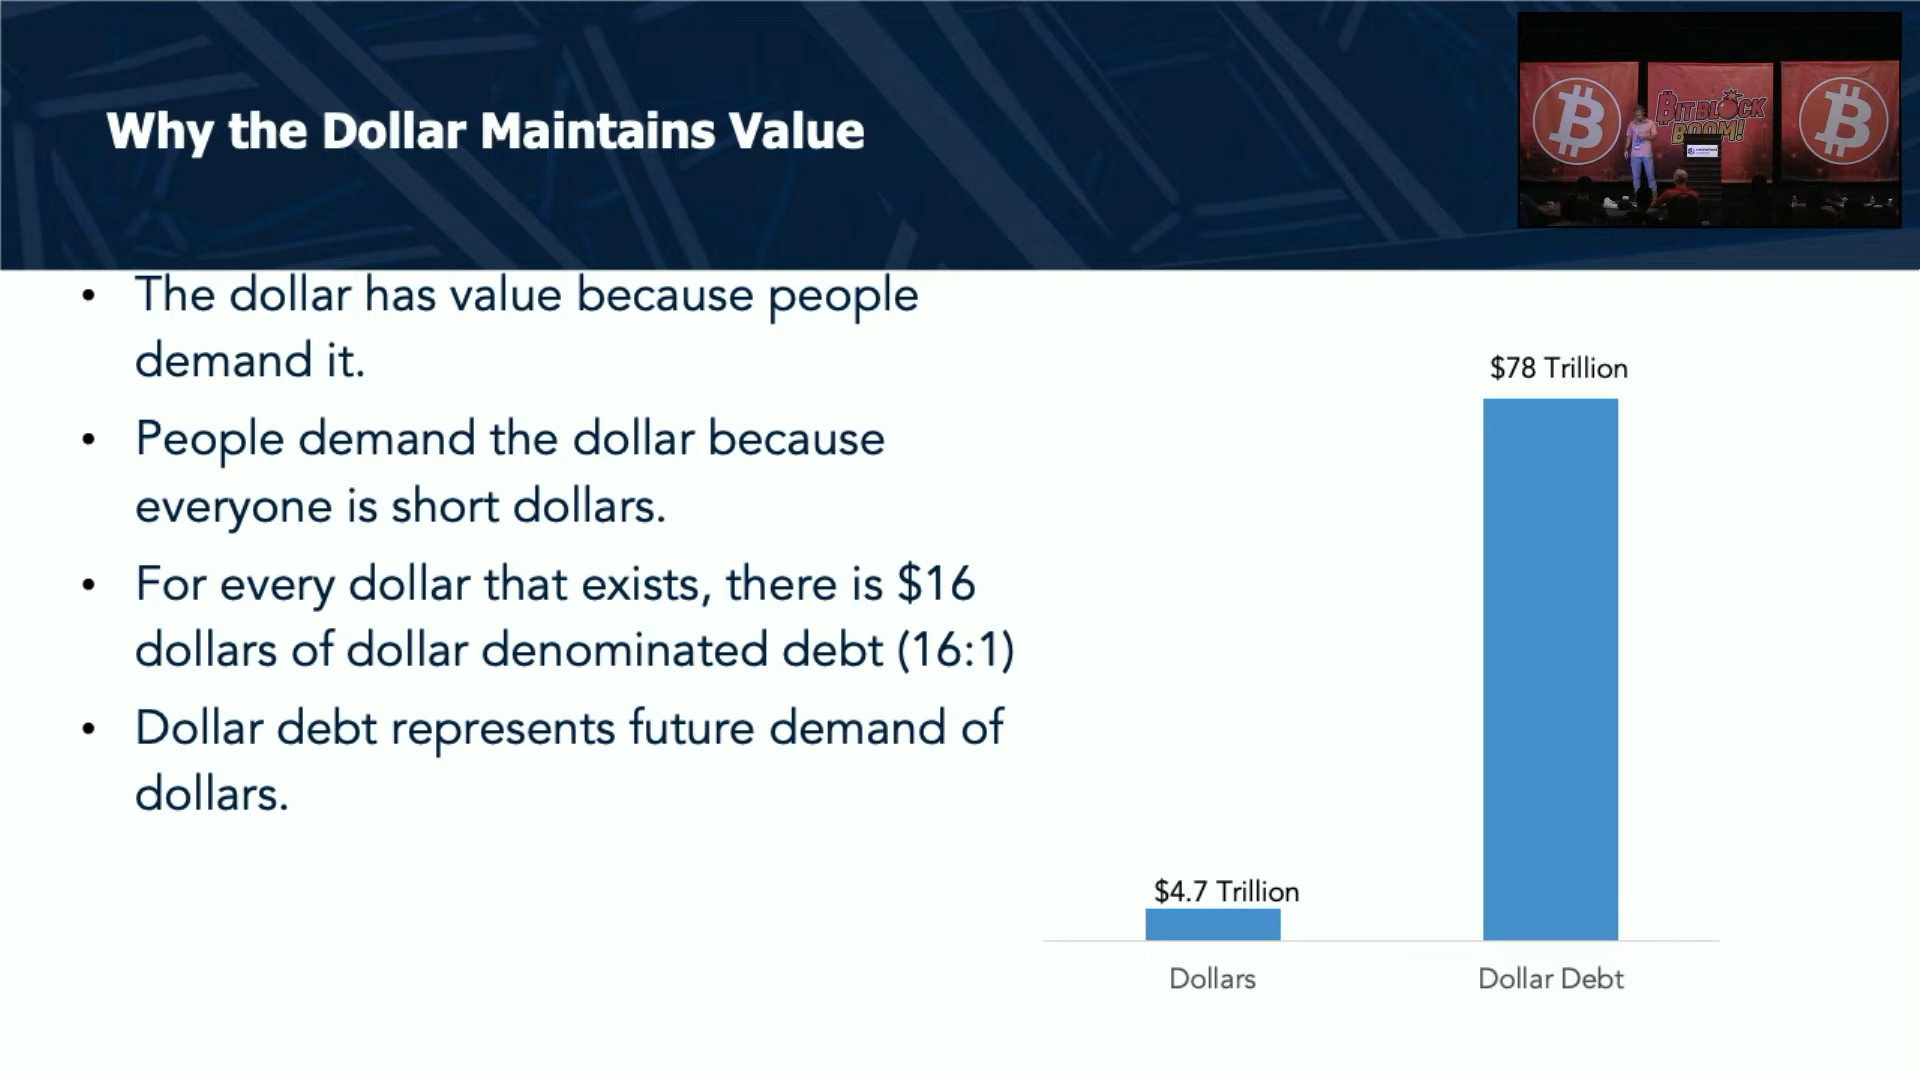 Why the Dollar Maintains Value
BITBLOCK
BOOM!
• The dollar has value because people
demand it.
• People demand the dollar because
everyone is short dollars.
• For every dollar that exists, there is $16
dollars of dollar denominated debt (16:1)
• Dollar debt represents future demand of
dollars.
$78 Trillion
$4.7 Trillion
Dollars
Dollar Debt